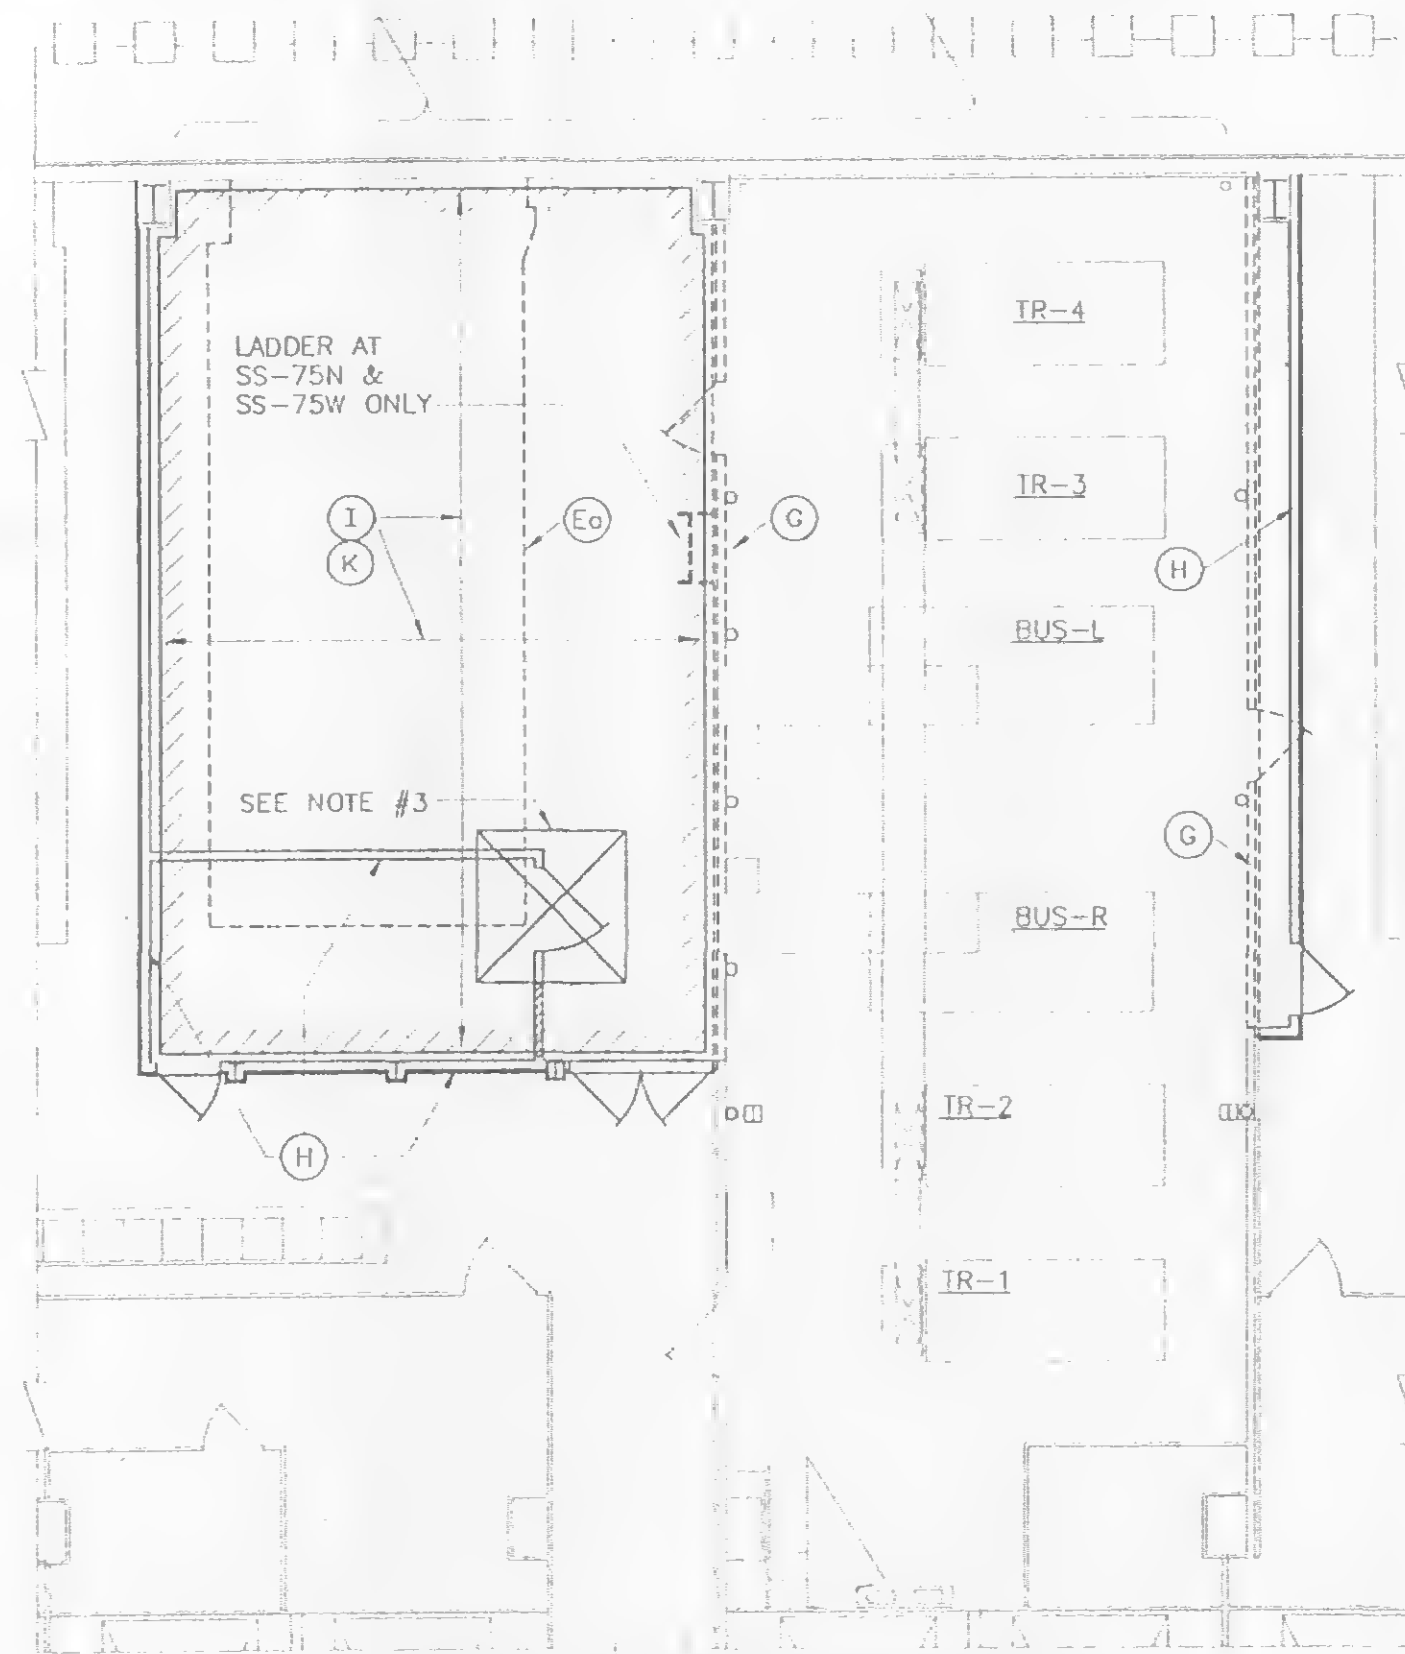 TR-4
LADDER AT
SS-75N &
SS-75W ONLY
TR-3
I
Ea
G
K
H
BUS-L
SEE NOTE #3
G
BUS-R
TR-2
H
TR-1